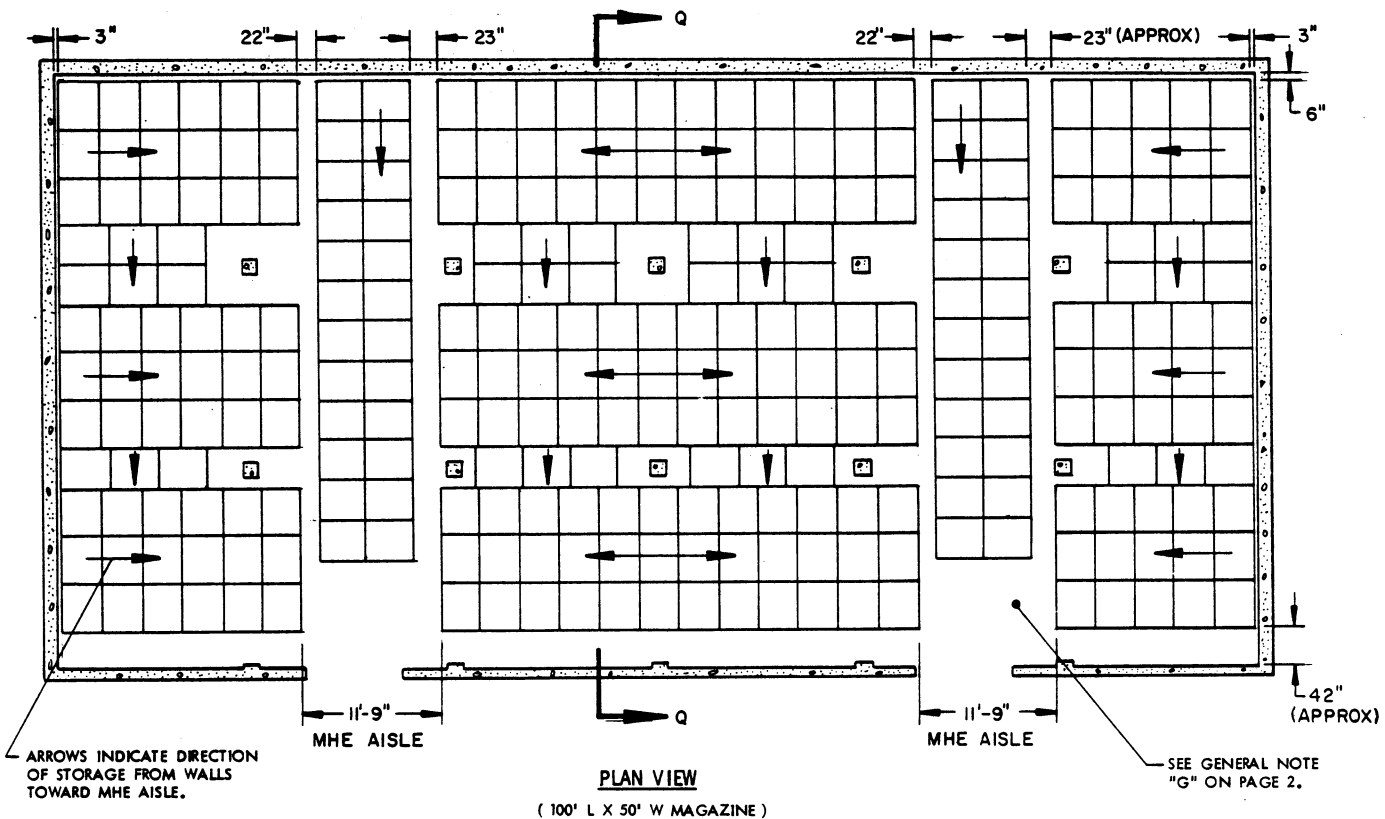 Q
3"
22"
23"
22"
23" (APPROX)
3"
6"
42"
(APPROX)
11'-9"
MHE AISLE
Q
11'-9"
MHE AISLE
ARROWS INDICATE DIRECTION
OF STORAGE FROM WALLS
TOWARD MHE AISLE.
PLAN VIEW
( 100' L X 50' W MAGAZINE )
SEE GENERAL NOTE
"G" ON PAGE 2.